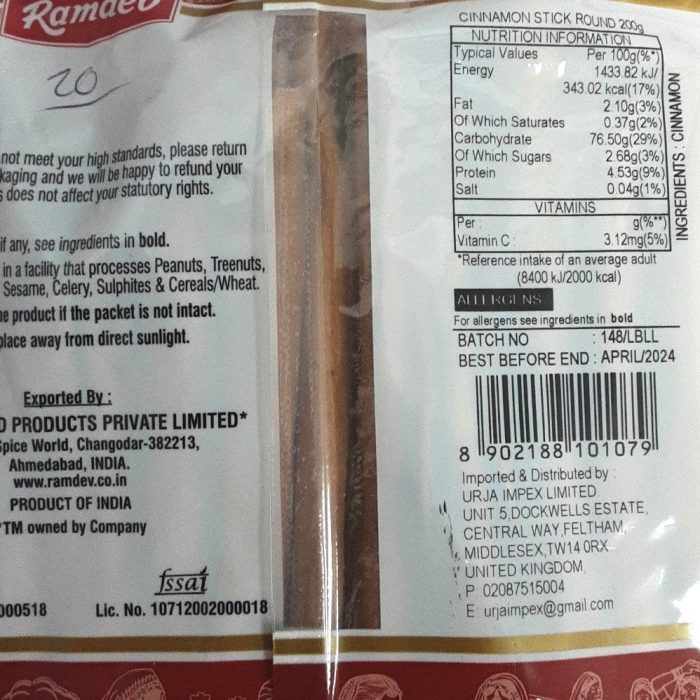 Ramdev
20
not meet your high standards, please return
kaging and we will be happy to refund your
s does not affect your statutory rights.
if any, see ingredients in bold.
in a facility that processes Peanuts, Treenuts,
Sesame, Celery, Sulphites & Cereals/Wheat.
e product if the packet is not intact.
place away from direct sunlight.
Exported By :
D PRODUCTS PRIVATE LIMITED*
Spice World, Changodar-382213,
Ahmedabad, INDIA.
www.ramdev.co.in
PRODUCT OF INDIA
*TM owned by Company
fssai
000518
Lic. No. 10712002000018
CINNAMON STICK ROUND 200g
NUTRITION INFORMATION
Typical Values Per 100g(%*)
Energy 1433.82 kJ/
343.02 kcal(17%)
Fat 2.10g(3%)
Of Which Saturates 0.37g(2%)
Carbohydrate 76.50g(29%)
Of Which Sugars 2.68g(3%)
Protein 4.53g(9%)
Salt 0.04g(1%)
VITAMINS
Per : g(%**)
Vitamin C : 3.12mg(5%)
*Reference intake of an average adult
(8400 kJ/2000 kcal)
INGREDIENTS : CINNAMON
ALLERGENS
For allergens see ingredients in bold
BATCH NO : 148/LBLL
BEST BEFORE END : APRIL/2024
8 902188 101079
Imported & Distributed by :
URJA IMPEX LIMITED.
UNIT 5,DOCKWELLS ESTATE,
CENTRAL WAY,FELTHAM,
MIDDLESEX,TW14 0RX
UNITED KINGDOM,
P: 02087515004
E: urjaimpex@gmail.com